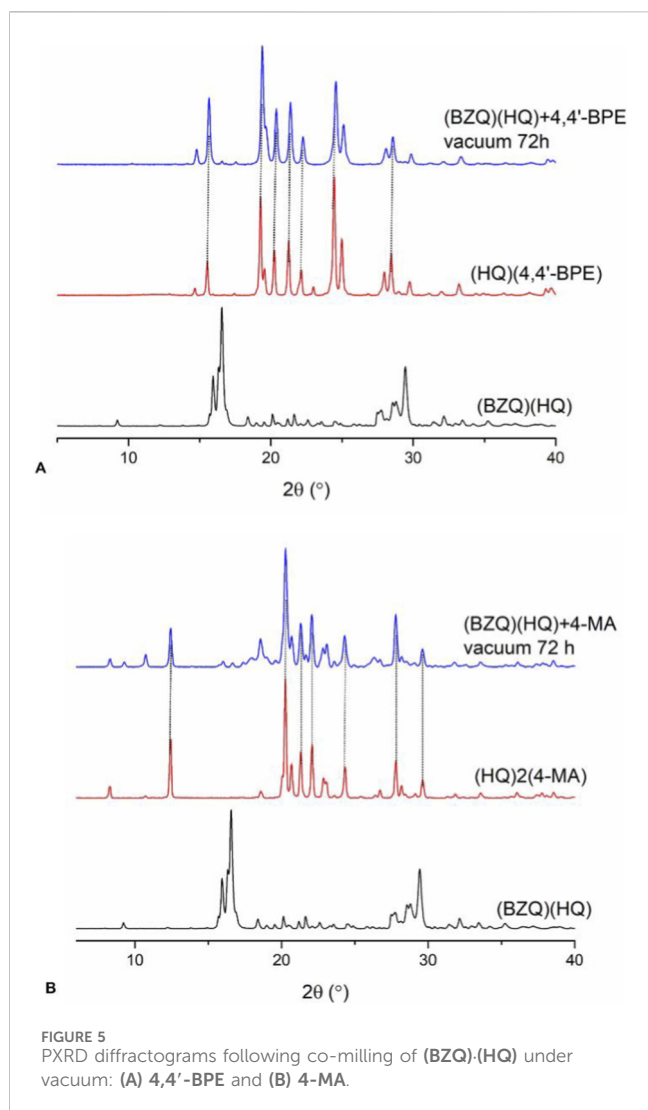 (BZQ)(HQ)+4,4'-BPE
vacuum 72h
(HQ)(4,4'-BPE)
(BZQ)(HQ)
10 20 30 40
A
2θ (°)
(BZQ)(HQ)+4-MA
vacuum 72 h
(HQ)2(4-MA)
(BZQ)(HQ)
10 20 30 40
B
2θ (°)
FIGURE 5
PXRD diffractograms following co-milling of (BZQ)·(HQ) under
vacuum: (A) 4,4′-BPE and (B) 4-MA.